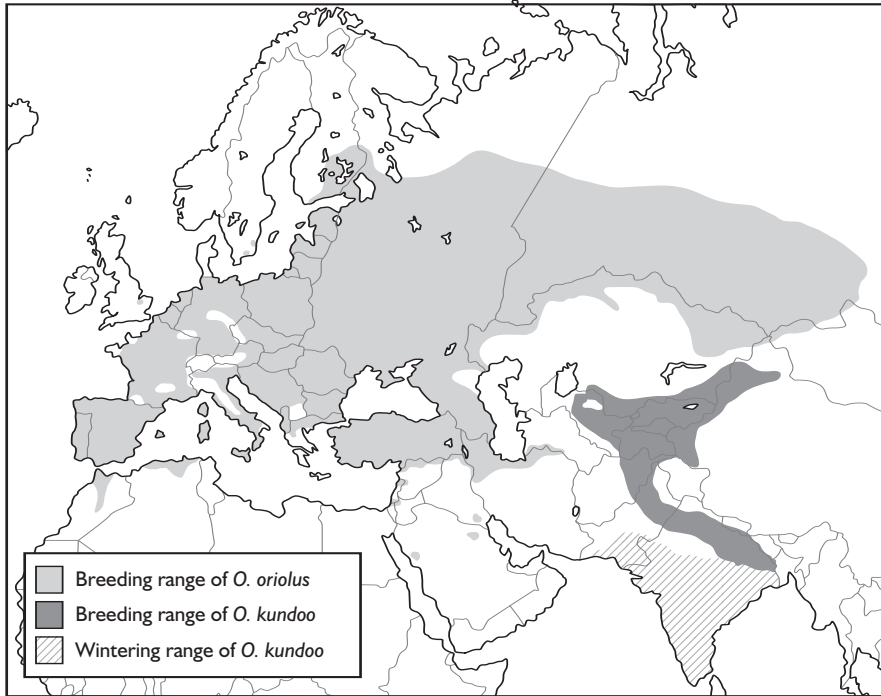 Breeding range of O. oriolus
Breeding range of O. kundoo
Wintering range of O. kundoo